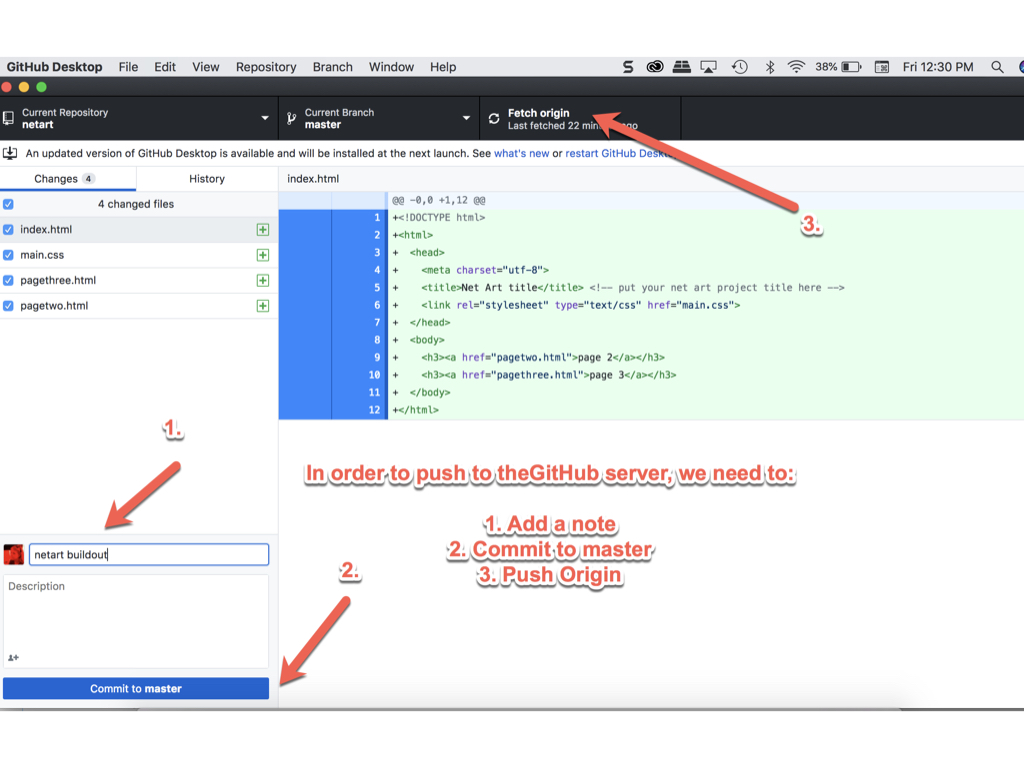 GitHub Desktop File Edit View Repository Branch Window Help 38% Fri 12:30 PM
Current Repository
netart
Current Branch
master
Fetch origin
Last fetched 22 min ago
An updated version of GitHub Desktop is available and will be installed at the next launch. See what's new or restart GitHub Deskto
Changes 4 History
index.html
4 changed files
index.html
main.css
pagethree.html
pagetwo.html
@@ -0,0 +1,12 @@
1 +<!DOCTYPE html>
2 +<html>
3 + <head>
4 + <meta charset="utf-8">
5 + <title>Net Art title</title> <!-- put your net art project title here -->
6 + <link rel="stylesheet" type="text/css" href="main.css">
7 + </head>
8 + <body>
9 + <h3><a href="pagetwo.html">page 2</a></h3>
10 + <h3><a href="pagethree.html">page 3</a></h3>
11 + </body>
12 +</html>
3.
1.
In order to push to theGitHub server, we need to:
1. Add a note
2. Commit to master
3. Push Origin
netart buildout
2.
Description
Commit to master